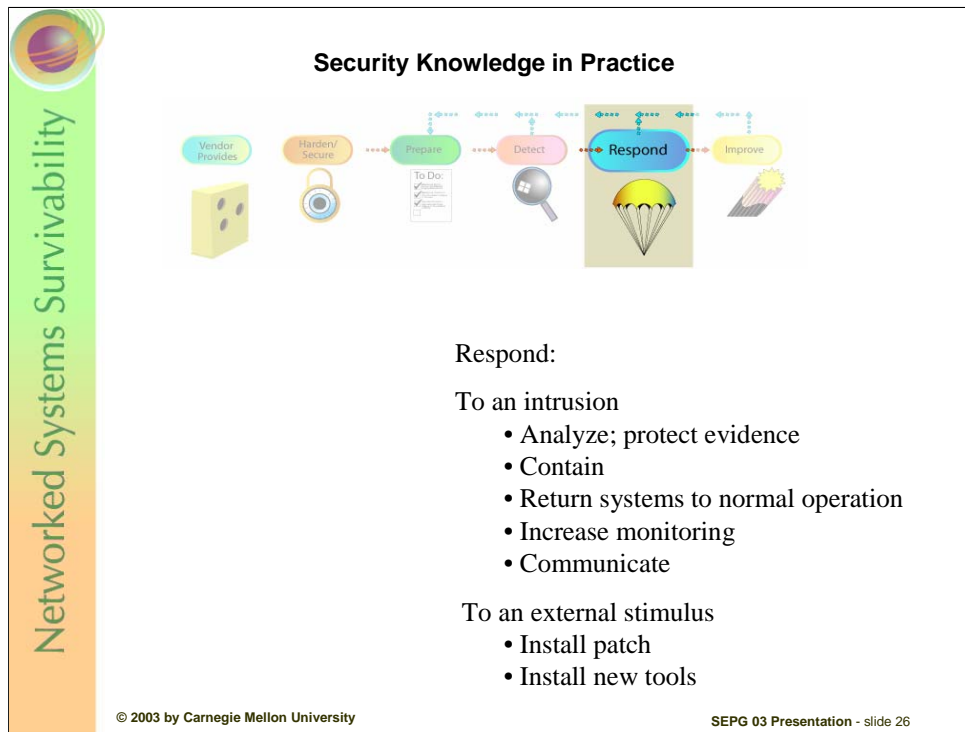 Networked Systems Survivability
Security Knowledge in Practice
Vendor
Provides
Harden/
Secure
Prepare
Detect
Respond
Improve
To Do:
Respond:
To an intrusion
• Analyze; protect evidence
• Contain
• Return systems to normal operation
• Increase monitoring
• Communicate
To an external stimulus
• Install patch
• Install new tools
© 2003 by Carnegie Mellon University
SEPG 03 Presentation - slide 26